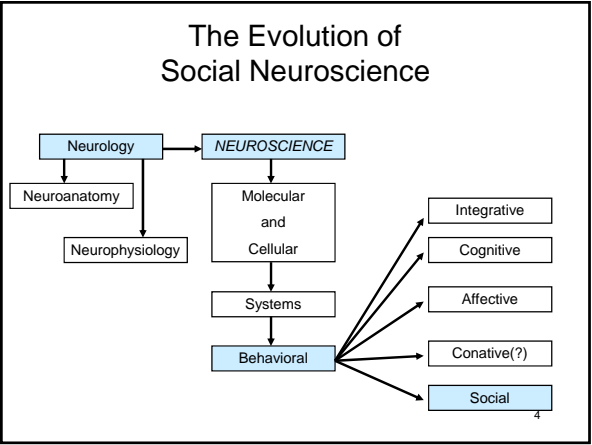 The Evolution of
Social Neuroscience
Neurology
NEUROSCIENCE
Neuroanatomy
Neurophysiology
Molecular
and
Cellular
Systems
Behavioral
Integrative
Cognitive
Affective
Conative(?)
Social
4